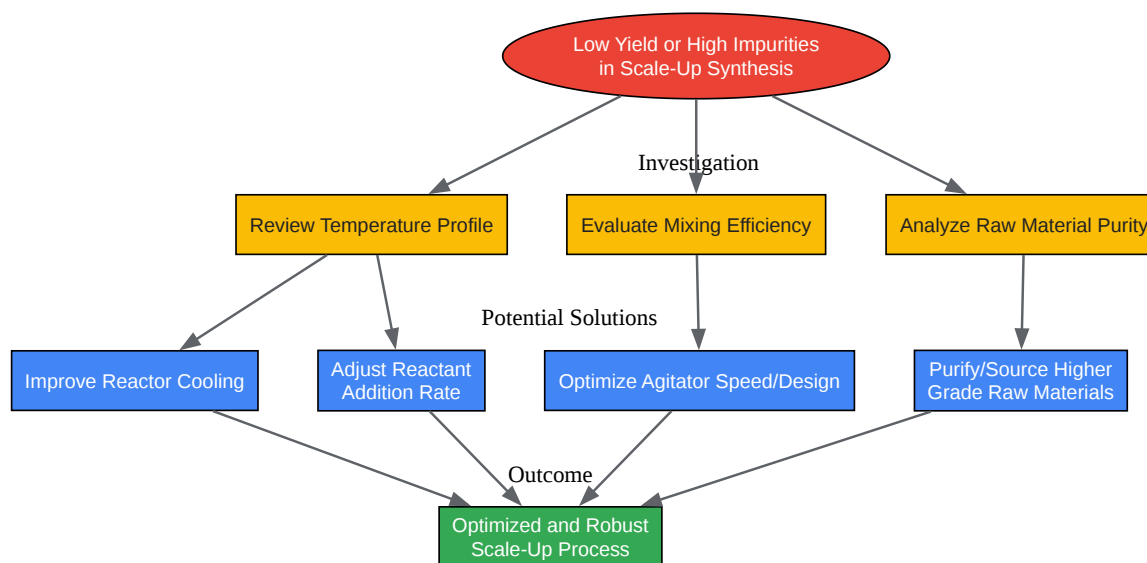 Low Yield or High Impurities
in Scale-Up Synthesis
Investigation
Review Temperature Profile
Evaluate Mixing Efficiency
Analyze Raw Material Purity
Potential Solutions
Improve Reactor Cooling
Adjust Reactant
Addition Rate
Optimize Agitator Speed/Design
Purify/Source Higher
Grade Raw Materials
Outcome
Optimized and Robust
Scale-Up Process